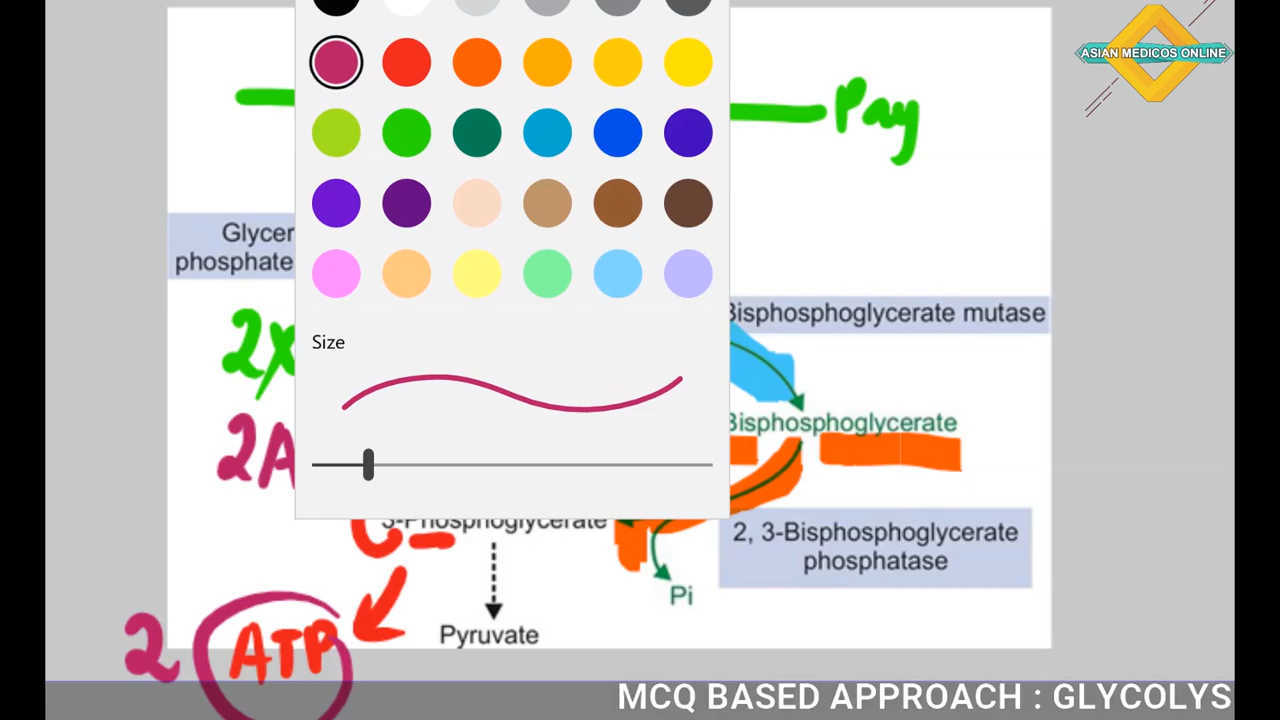 ASIAN MEDICOS ONLINE
Pay
Glycer
phosphate
2X
Bisphosphoglycerate mutase
Size
Bisphosphoglycerate
2A
3-Phosphoglycerate
2, 3-Bisphosphoglycerate
phosphatase
Pi
Pyruvate
2 ATP
MCQ BASED APPROACH : GLYCOLYS